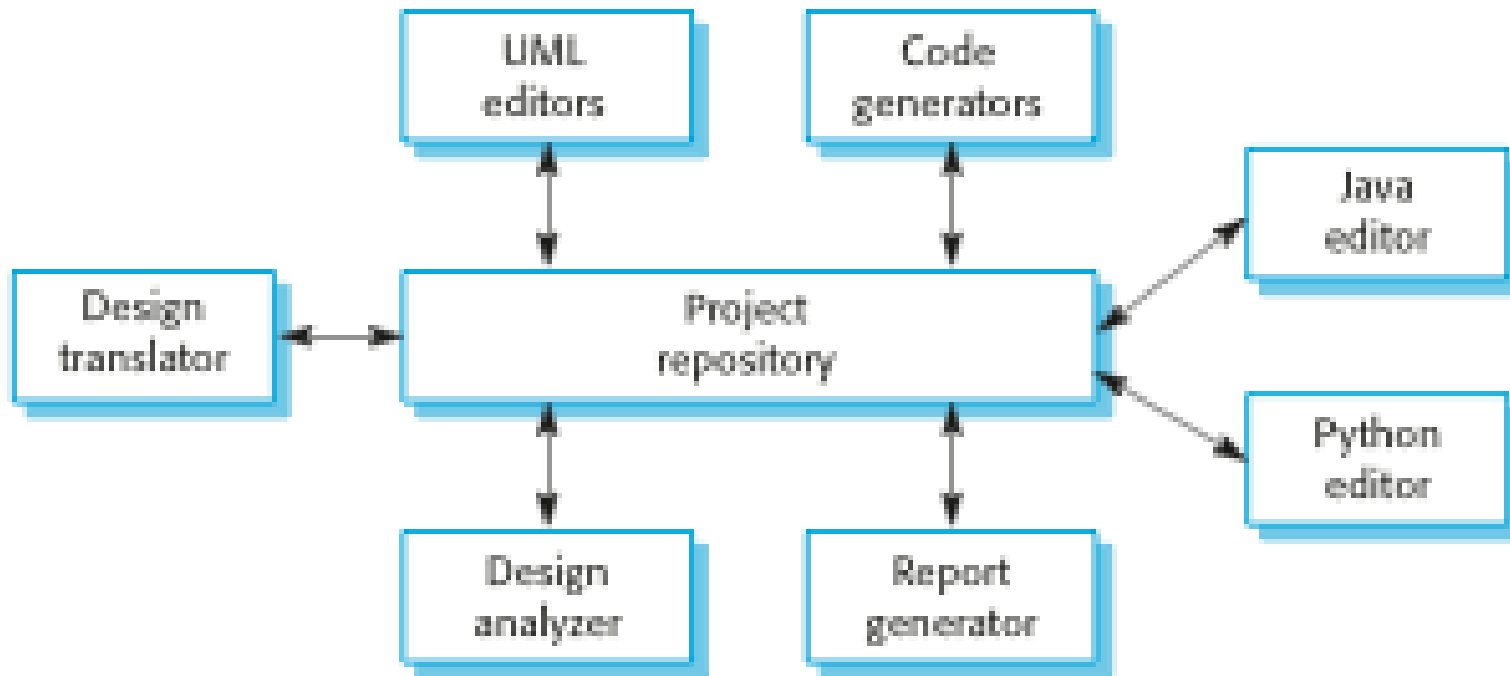 UML
editors
Code
generators
Java
editor
Design
translator
Project
repository
Python
editor
Design
analyzer
Report
generator